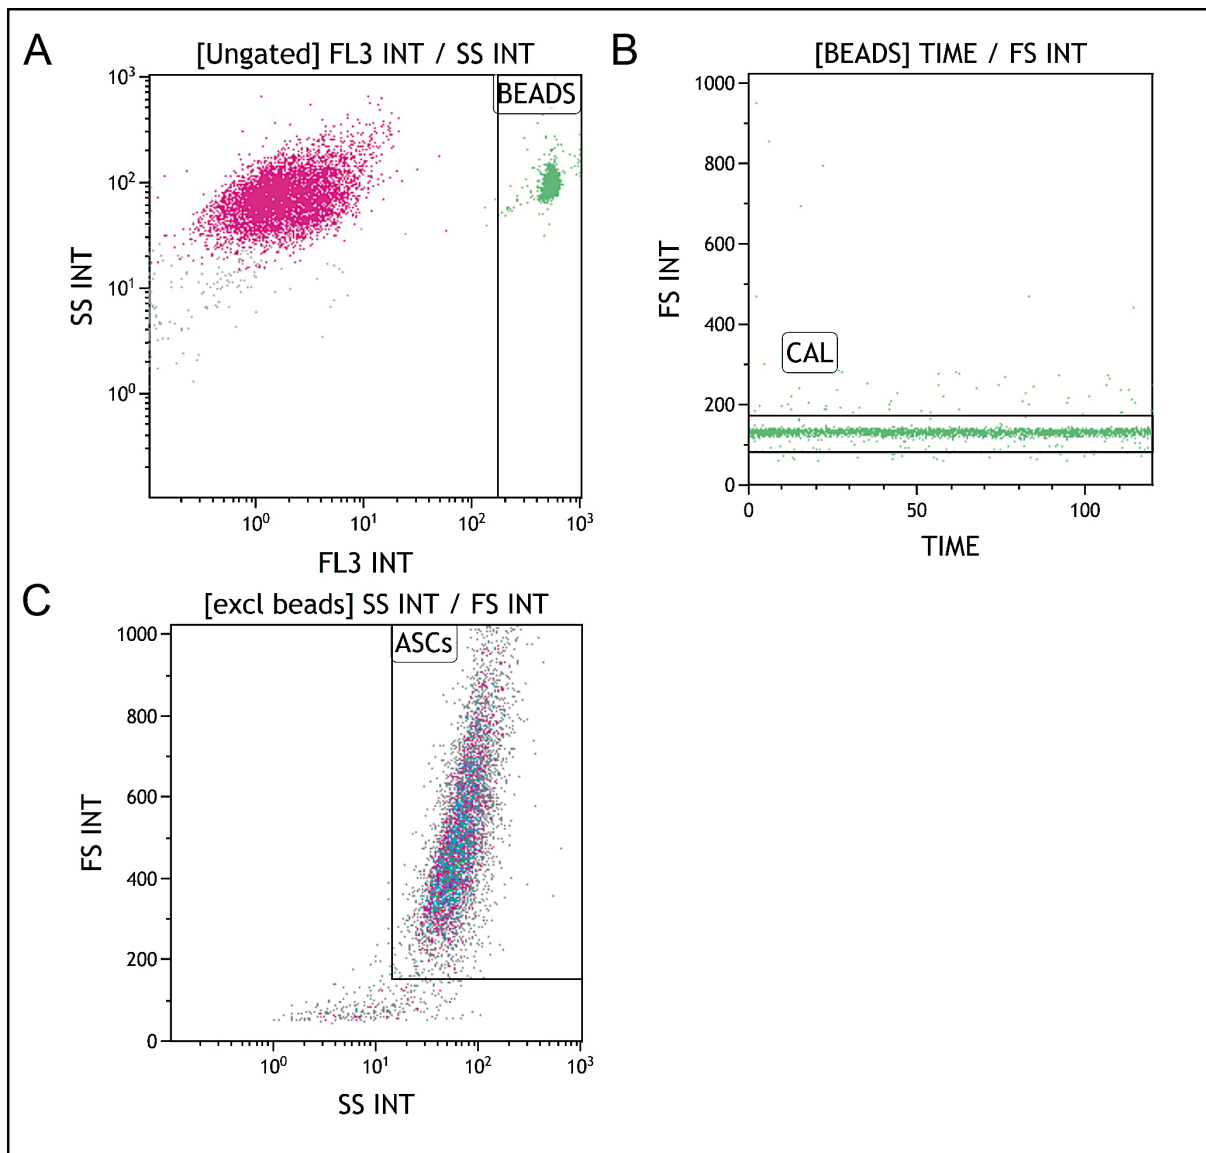 A
[Ungated] FL3 INT / SS INT
BEADS
10³
10²
10¹
10⁰
SS INT
10⁰ 10¹ 10² 10³
FL3 INT
B
[BEADS] TIME / FS INT
1000
800
600
400
200
0
FS INT
CAL
0 50 100
TIME
C
[excl beads] SS INT / FS INT
ASCs
1000
800
600
400
200
0
FS INT
10⁰ 10¹ 10² 10³
SS INT